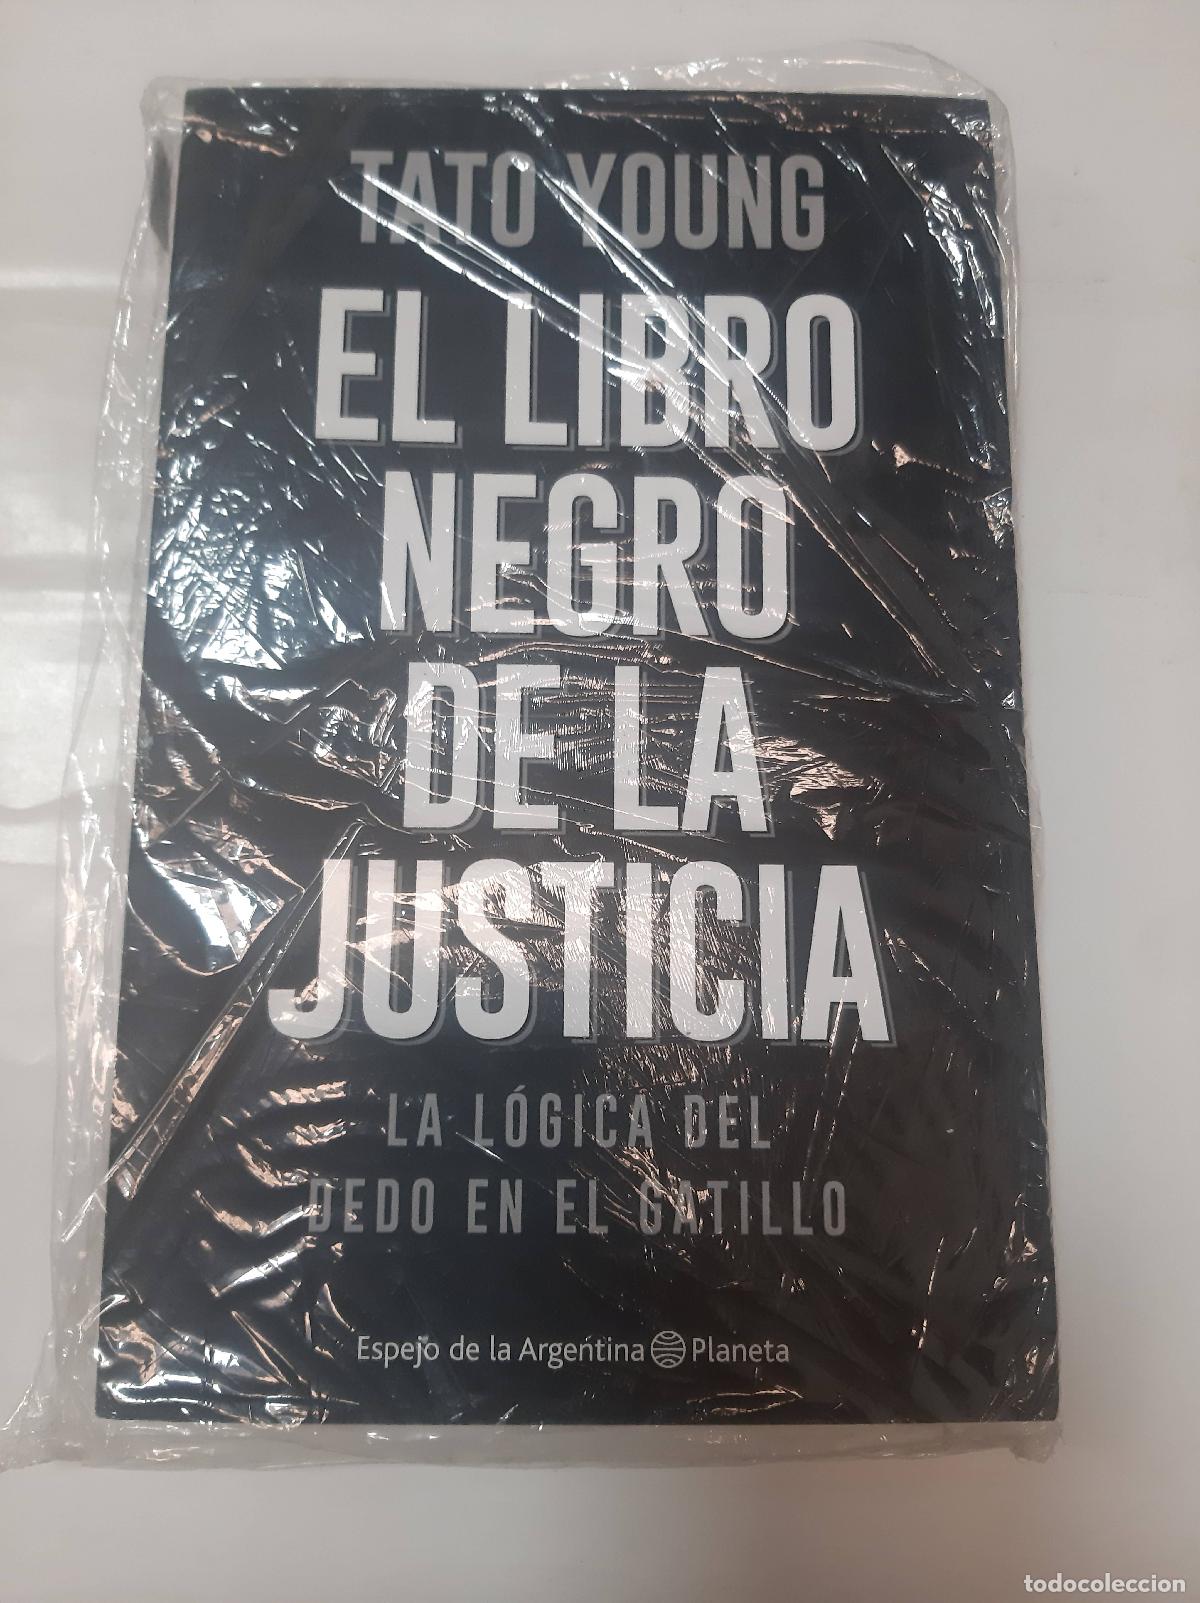 TATO YOUNG
EL LIBRO
NEGRO
DE LA
JUSTICIA
LA LÓGICA DEL
DEDO EN EL GATILLO
Espejo de la Argentina Planeta
todocoleccion